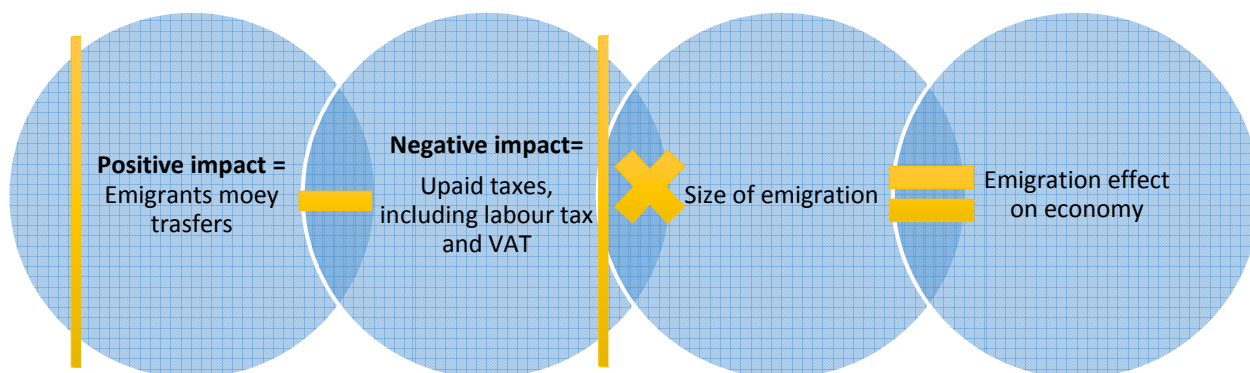 Positive impact =
Emigrants moey
trasfers
Negative impact=
Upaid taxes,
including labour tax
and VAT
Size of emigration
Emigration effect
on economy